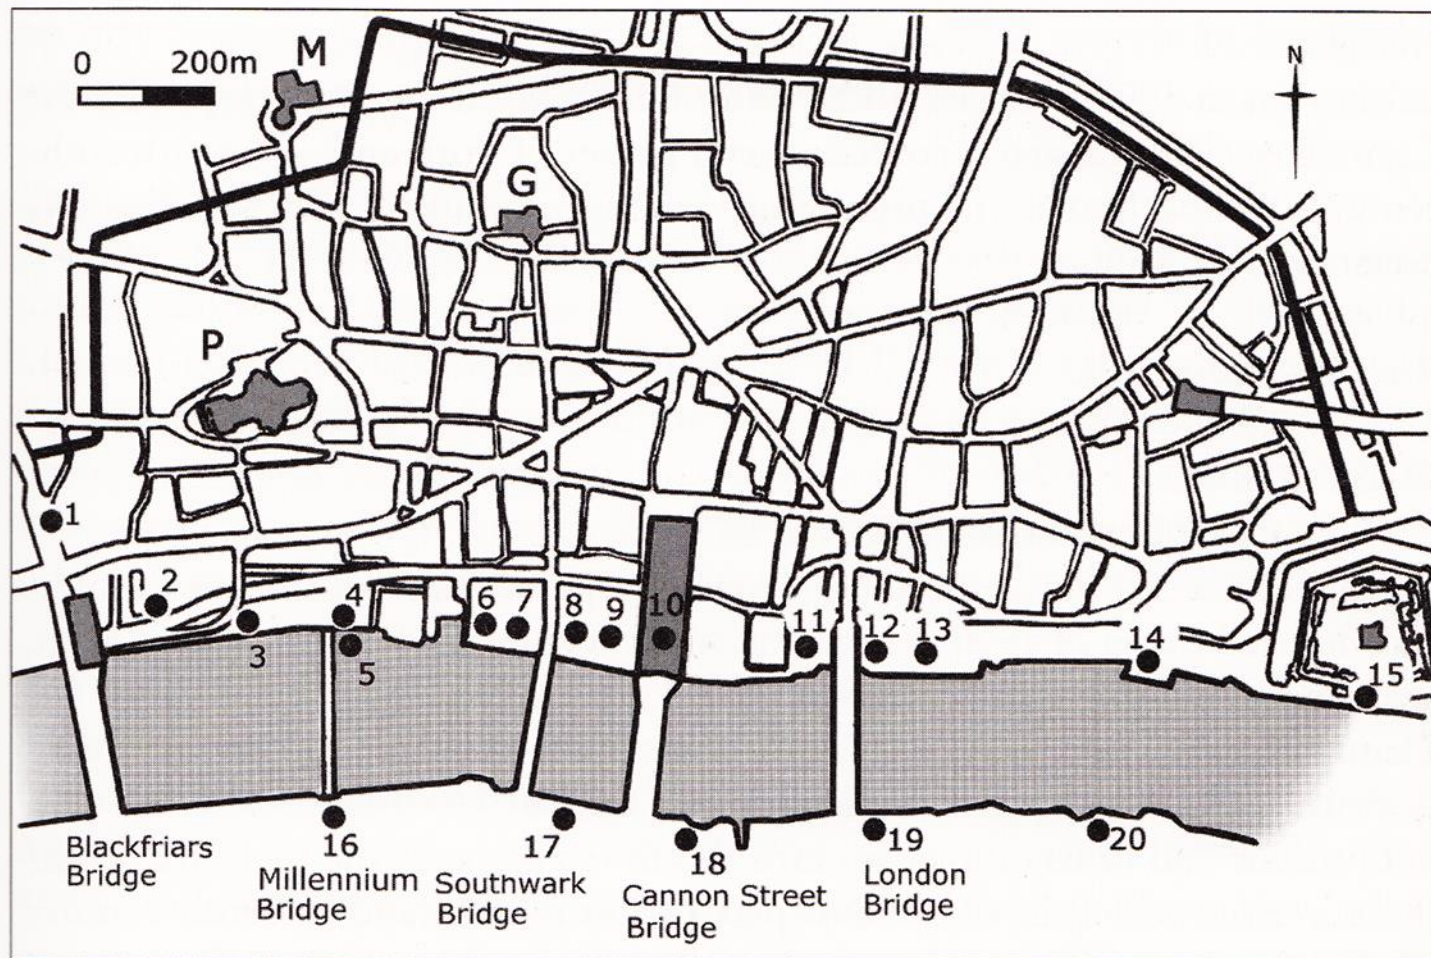 0 200m
M
N
G
P
1
2
3
4
5
6
7
8
9
10
11
12
13
14
15
16
17
18
19
20
Blackfriars
Bridge
Millennium
Bridge
Southwark
Bridge
Cannon Street
Bridge
London
Bridge